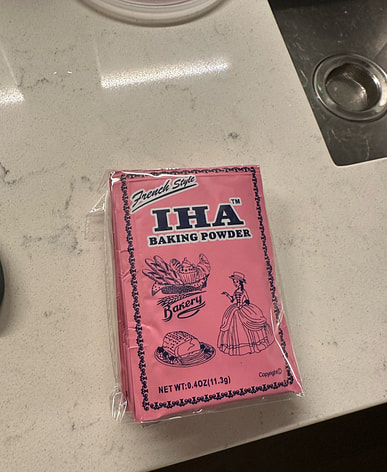 French Style
IHA™
BAKING POWDER
Bakery
NET WT:0.4OZ(11.3g)
Copyright©